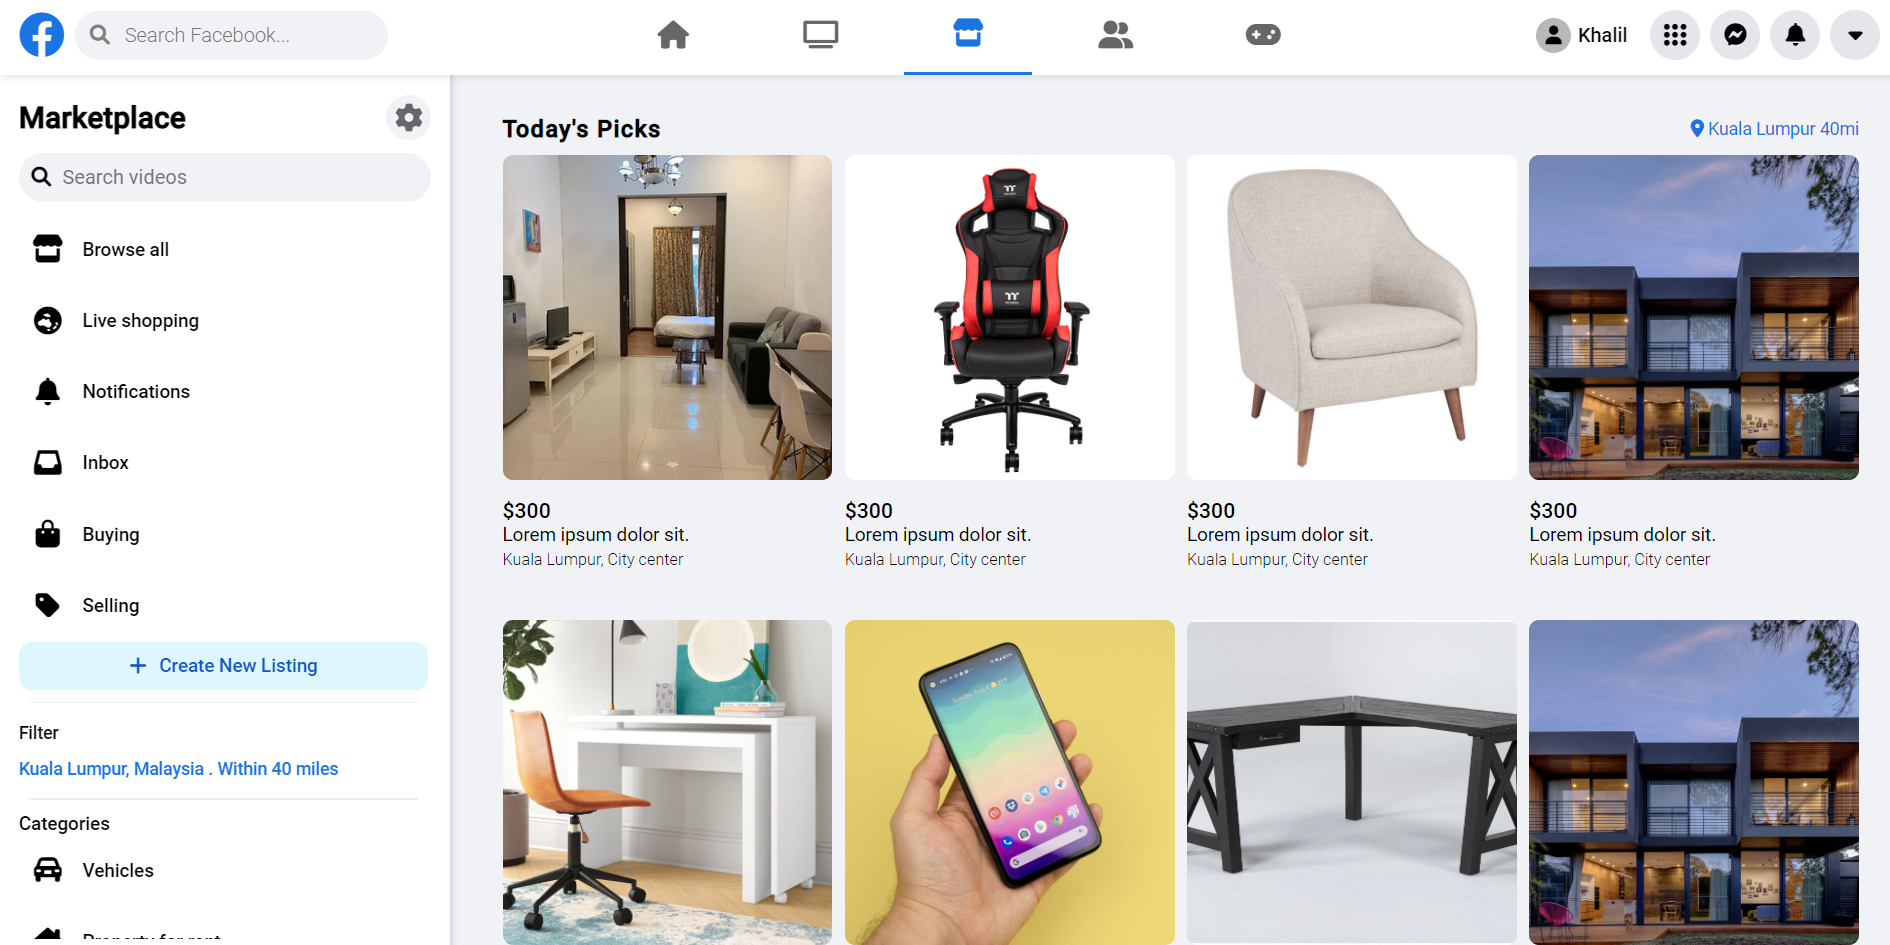 Search Facebook...
Khalil
Marketplace
Search videos
Browse all
Live shopping
Notifications
Inbox
Buying
Selling
Create New Listing
Filter
Kuala Lumpur, Malaysia . Within 40 miles
Categories
Vehicles
Property for rent
Today's Picks
Kuala Lumpur 40mi
$300
Lorem ipsum dolor sit.
Kuala Lumpur, City center
$300
Lorem ipsum dolor sit.
Kuala Lumpur, City center
$300
Lorem ipsum dolor sit.
Kuala Lumpur, City center
$300
Lorem ipsum dolor sit.
Kuala Lumpur, City center